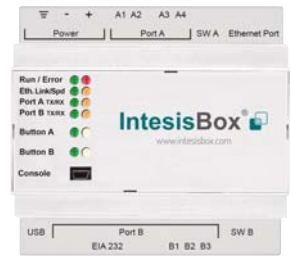 - + A1 A2 A3 A4
Power Port A SW A Ethernet Port
Run / Error
Eth. Link/Spd
Port A TX/RX
Port B TX/RX
Button A
Button B
Console
IntesisBox®
www.intesisbox.com
USB Port B SW B
EIA 232 B1 B2 B3